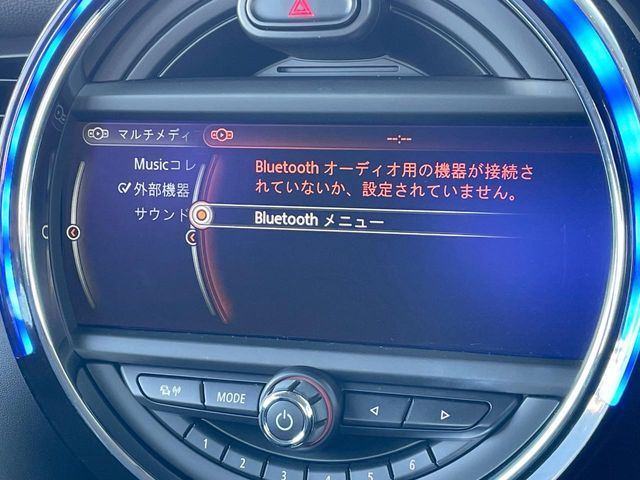 マルチメディ
--:--
Musicコレ
外部機器
サウンド
Bluetooth オーディオ用の機器が接続さ
れていないか、設定されていません。
Bluetooth メニュー
MODE
1 2 3 4 5 6